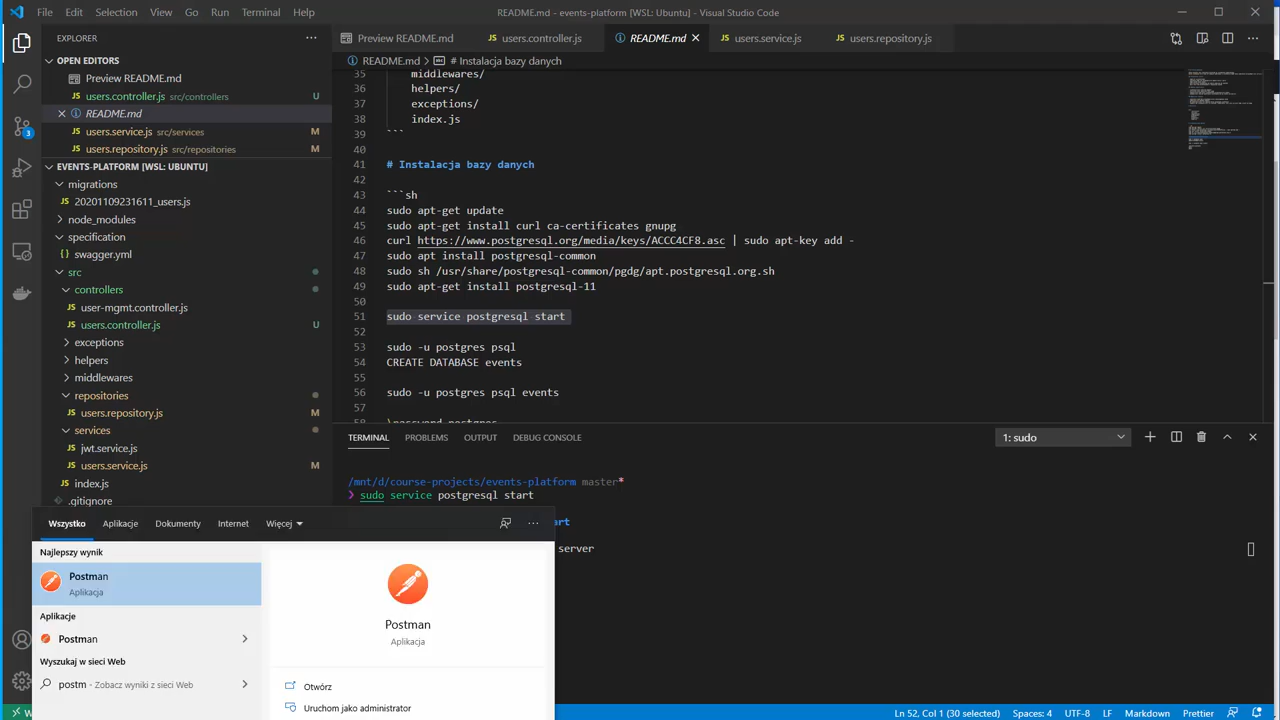 File Edit Selection View Go Run Terminal Help
README.md - events-platform [WSL: Ubuntu] - Visual Studio Code
EXPLORER
OPEN EDITORS
Preview README.md
users.controller.js src/controllers U
README.md
users.service.js src/services M
users.repository.js src/repositories M
EVENTS-PLATFORM [WSL: UBUNTU]
migrations
20201109231611_users.js
node_modules
specification
swagger.yml
src
controllers
user-mgmt.controller.js
users.controller.js U
exceptions
helpers
middlewares
repositories
users.repository.js M
services
jwt.service.js
users.service.js M
index.js
.gitignore
Preview README.md users.controller.js README.md users.service.js users.repository.js
README.md > # Instalacja bazy danych
35 middlewares/
36 helpers/
37 exceptions/
38 index.js
39 ```
40
41 # Instalacja bazy danych
42
43 ```sh
44 sudo apt-get update
45 sudo apt-get install curl ca-certificates gnupg
46 curl https://www.postgresql.org/media/keys/ACCC4CF8.asc | sudo apt-key add -
47 sudo apt install postgresql-common
48 sudo sh /usr/share/postgresql-common/pgdg/apt.postgresql.org.sh
49 sudo apt-get install postgresql-11
50
51 sudo service postgresql start
52
53 sudo -u postgres psql
54 CREATE DATABASE events
55
56 sudo -u postgres psql events
57
58 \password postgres
TERMINAL PROBLEMS OUTPUT DEBUG CONSOLE
1: sudo
/mnt/d/course-projects/events-platform master*
❯ sudo service postgresql start
art
server
3
Wszystko Aplikacje Dokumenty Internet Więcej
Najlepszy wynik
Postman
Aplikacja
Aplikacje
Postman
Wyszukaj w sieci Web
postm - Zobacz wyniki z sieci Web
Postman
Aplikacja
Otwórz
Uruchom jako administrator
Ln 52, Col 1 (30 selected) Spaces: 4 UTF-8 LF Markdown Prettier